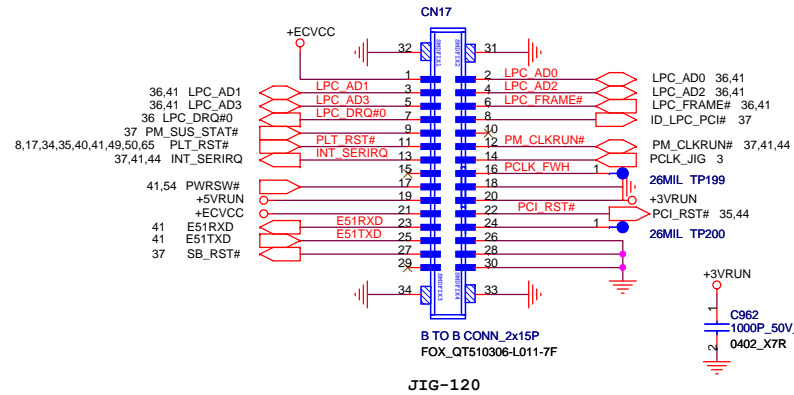 CN17
+ECVCC
32 SMDFIX1 SMDFIX2 31
1 2 LPC_AD0 LPC_AD0 36,41
36,41 LPC_AD1 LPC_AD1 3 4 LPC_AD2 LPC_AD2 36,41
36,41 LPC_AD3 LPC_AD3 5 6 LPC_FRAME# LPC_FRAME# 36,41
36 LPC_DRQ#0 LPC_DRQ#0 7 8 ID_LPC_PCI# 37
37 PM_SUS_STAT# 9 10
8,17,34,35,40,41,49,50,65 PLT_RST# PLT_RST# 11 12 PM_CLKRUN# PM_CLKRUN# 37,41,44
37,41,44 INT_SERIRQ INT_SERIRQ 13 14 PCLK_JIG 3
15 16 PCLK_FWH 1 26MIL TP199
41,54 PWRSW# 17 18
+5VRUN 19 20 +3VRUN
+ECVCC 21 22 PCI_RST# PCI_RST# 35,44
41 E51RXD E51RXD 23 24 1 26MIL TP200
41 E51TXD E51TXD 25 26
37 SB_RST# 27 28
29 30
34 SMDFIX3 SMDFIX4 33
B TO B CONN_2x15P
FOX_QT510306-L011-7F
+3VRUN
1
C962
1000P_50V
2 0402_X7R
JIG-120